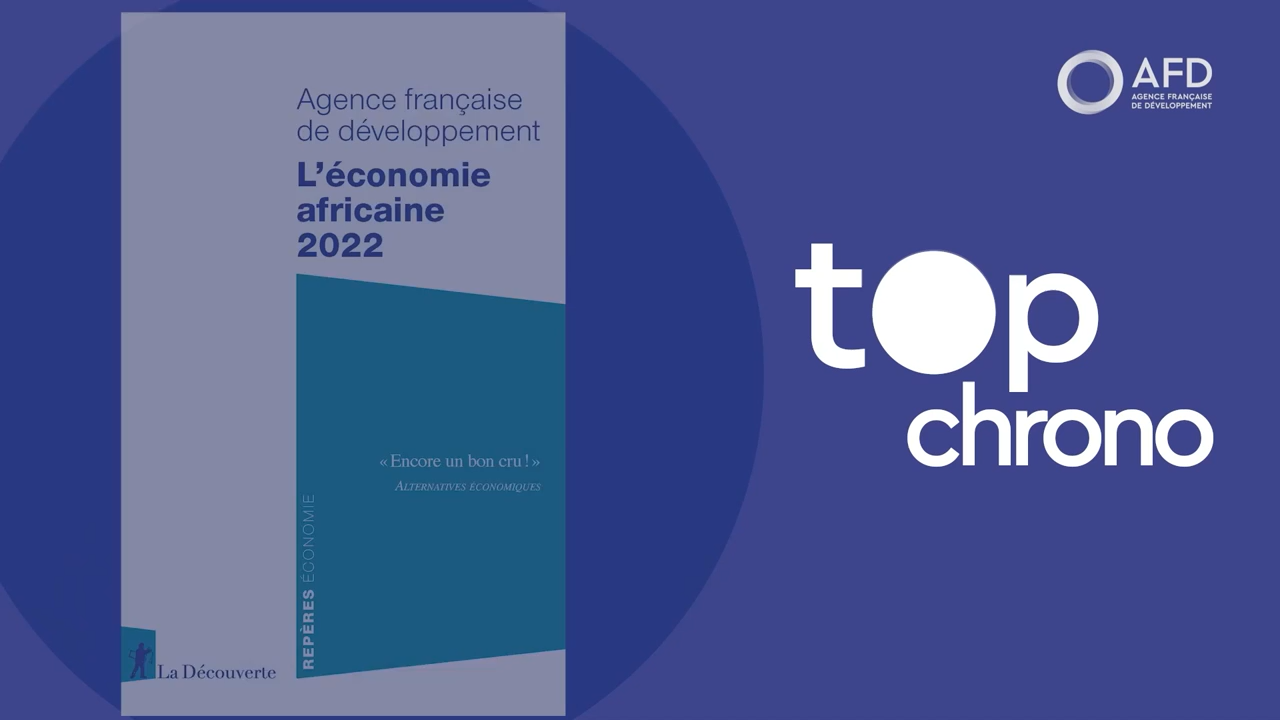 Agence française
de développement
L’économie
africaine
2022
« Encore un bon cru ! »
ALTERNATIVES ÉCONOMIQUES
REPÈRES ÉCONOMIE
La Découverte
AFD
AGENCE FRANÇAISE
DE DÉVELOPPEMENT
top
chrono